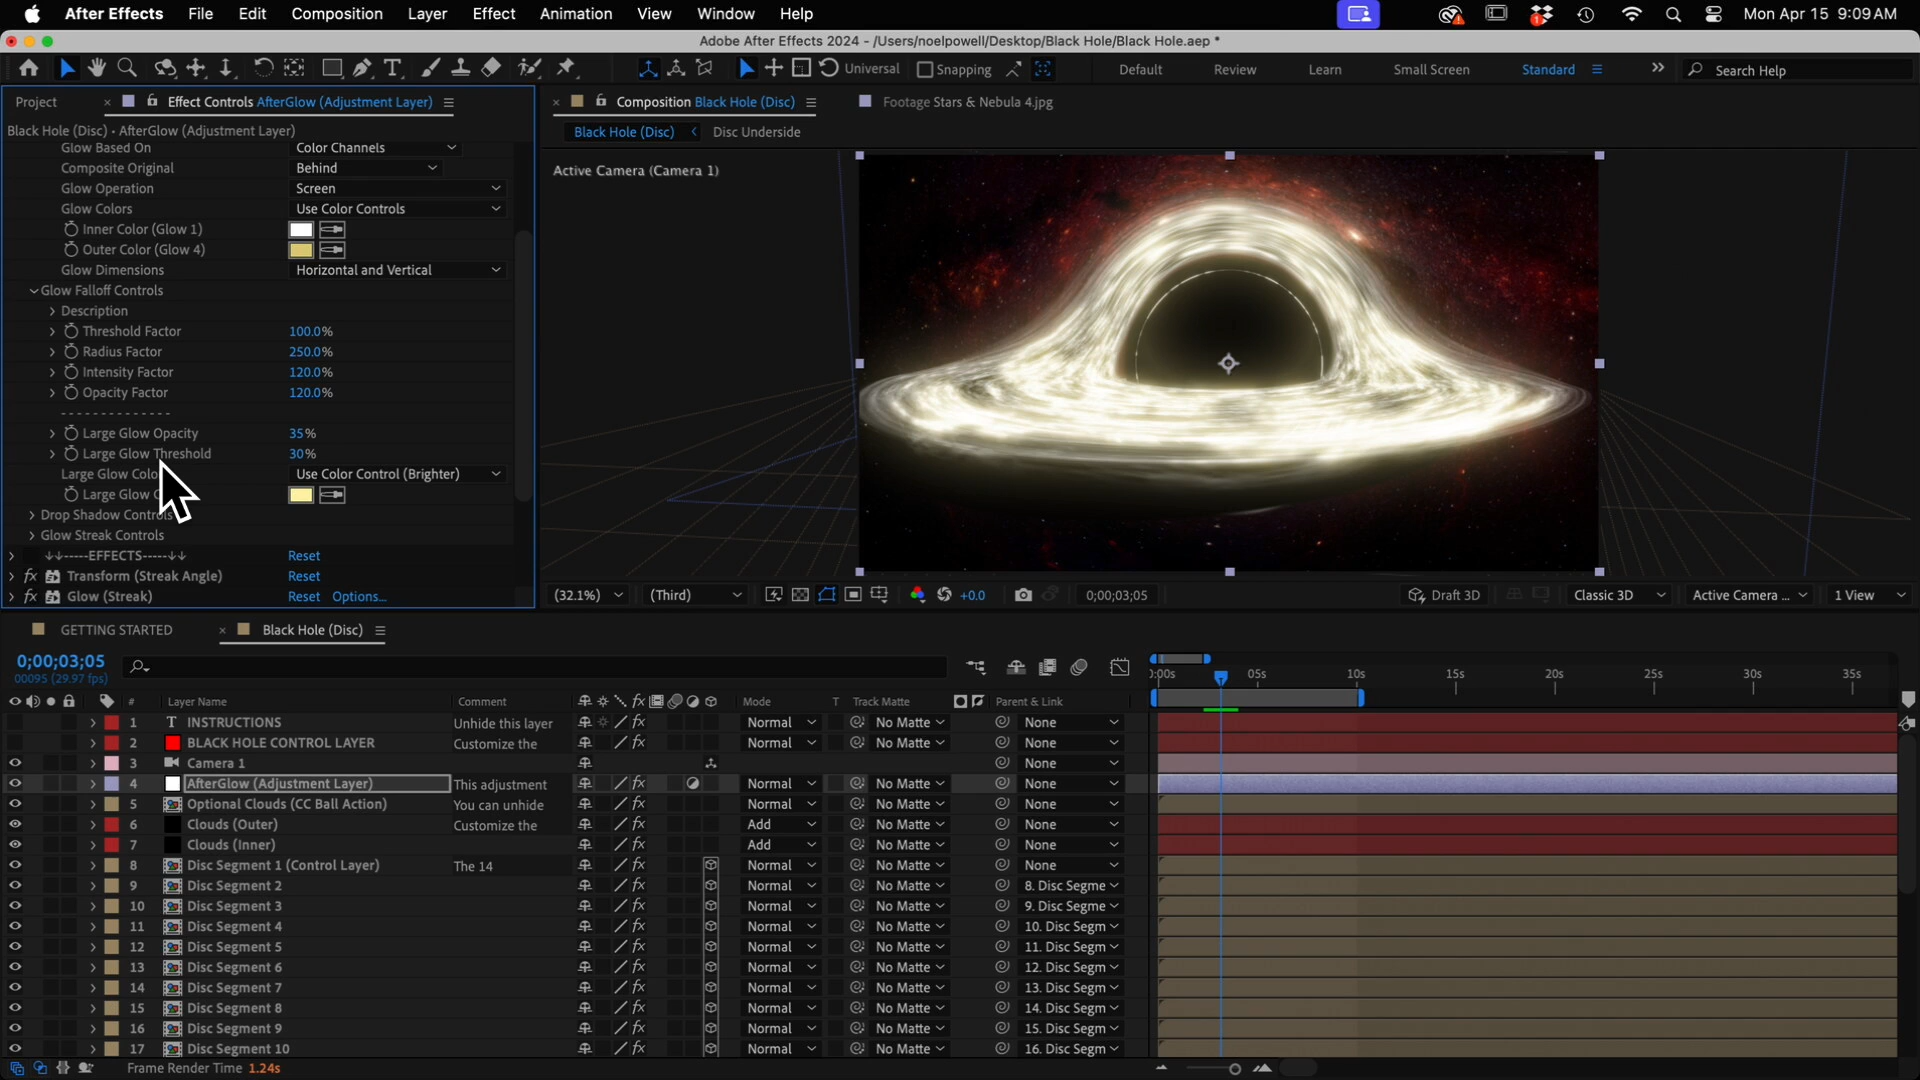 After Effects File Edit Composition Layer Effect Animation View Window Help Mon Apr 15 9:09 AM
Adobe After Effects 2024 - /Users/noelpowell/Desktop/Black Hole/Black Hole.aep *
Universal Snapping Default Review Learn Small Screen Standard Search Help
Project × Effect Controls AfterGlow (Adjustment Layer)
Black Hole (Disc) • AfterGlow (Adjustment Layer)
Glow Based On Color Channels
Composite Original Behind
Glow Operation Screen
Glow Colors Use Color Controls
Inner Color (Glow 1)
Outer Color (Glow 4)
Glow Dimensions Horizontal and Vertical
Glow Falloff Controls
Description
Threshold Factor 100.0%
Radius Factor 250.0%
Intensity Factor 120.0%
Opacity Factor 120.0%
---------------
Large Glow Opacity 35%
Large Glow Threshold 30%
Large Glow Colo Use Color Control (Brighter)
Large Glow
Drop Shadow Controls
Glow Streak Controls
↓↓-----EFFECTS-----↓↓ Reset
fx Transform (Streak Angle) Reset
fx Glow (Streak) Reset Options...
× Composition Black Hole (Disc) Footage Stars & Nebula 4.jpg
Black Hole (Disc) Disc Underside
Active Camera (Camera 1)
(32.1%) (Third) +0.0 0;00;03;05 Draft 3D Classic 3D Active Camera ... 1 View
GETTING STARTED × Black Hole (Disc)
0;00;03;05
00095 (29.97 fps)
0:00s 05s 10s 15s 20s 25s 30s 35s
# Layer Name Comment Mode T Track Matte Parent & Link
1 T INSTRUCTIONS Unhide this layer Normal No Matte None
2 BLACK HOLE CONTROL LAYER Customize the Normal No Matte None
3 Camera 1 None
4 AfterGlow (Adjustment Layer) This adjustment Normal No Matte None
5 Optional Clouds (CC Ball Action) You can unhide Normal No Matte None
6 Clouds (Outer) Customize the Add No Matte None
7 Clouds (Inner) Add No Matte None
8 Disc Segment 1 (Control Layer) The 14 Normal No Matte None
9 Disc Segment 2 Normal No Matte 8. Disc Segme
10 Disc Segment 3 Normal No Matte 9. Disc Segme
11 Disc Segment 4 Normal No Matte 10. Disc Segm
12 Disc Segment 5 Normal No Matte 11. Disc Segm
13 Disc Segment 6 Normal No Matte 12. Disc Segm
14 Disc Segment 7 Normal No Matte 13. Disc Segm
15 Disc Segment 8 Normal No Matte 14. Disc Segm
16 Disc Segment 9 Normal No Matte 15. Disc Segm
17 Disc Segment 10 Normal No Matte 16. Disc Segm
Frame Render Time 1.24s